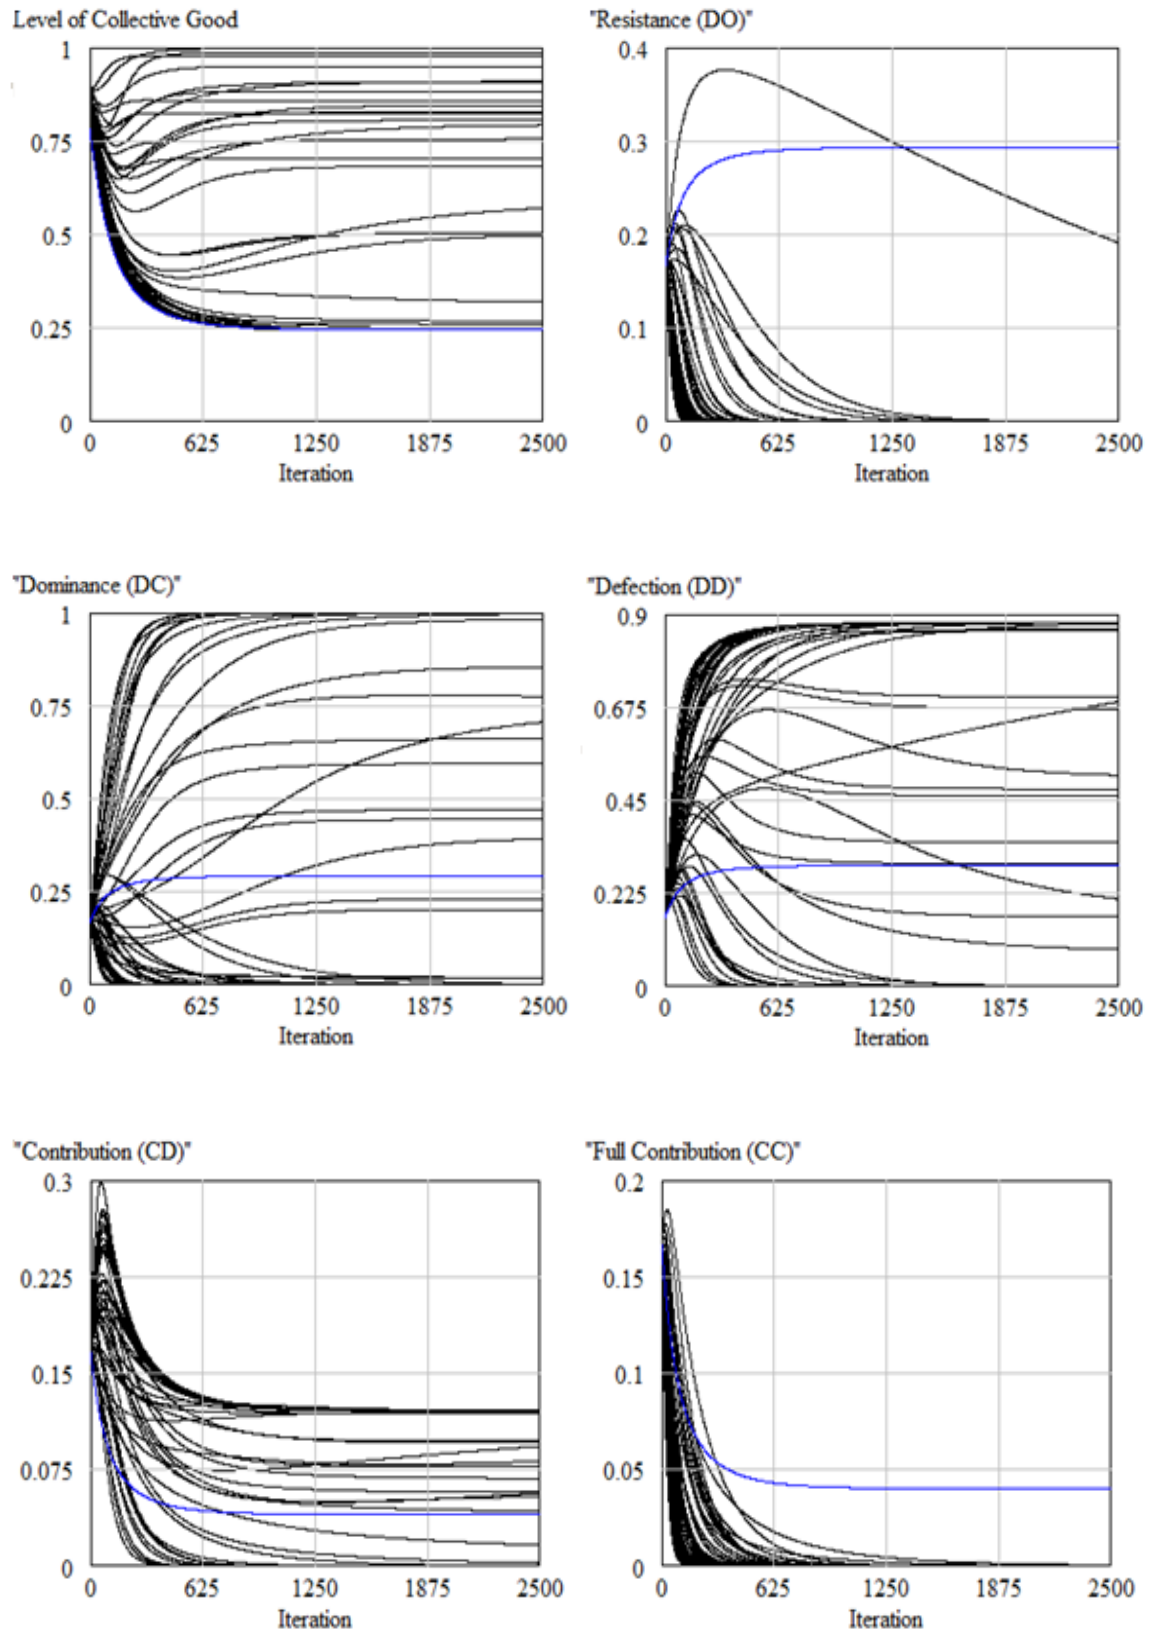 Level of Collective Good
1
0.75
0.5
0.25
0
0 625 1250 1875 2500
Iteration
"Resistance (DO)"
0.4
0.3
0.2
0.1
0
0 625 1250 1875 2500
Iteration
"Dominance (DC)"
1
0.75
0.5
0.25
0
0 625 1250 1875 2500
Iteration
"Defection (DD)"
0.9
0.675
0.45
0.225
0
0 625 1250 1875 2500
Iteration
"Contribution (CD)"
0.3
0.225
0.15
0.075
0
0 625 1250 1875 2500
Iteration
"Full Contribution (CC)"
0.2
0.15
0.1
0.05
0
0 625 1250 1875 2500
Iteration